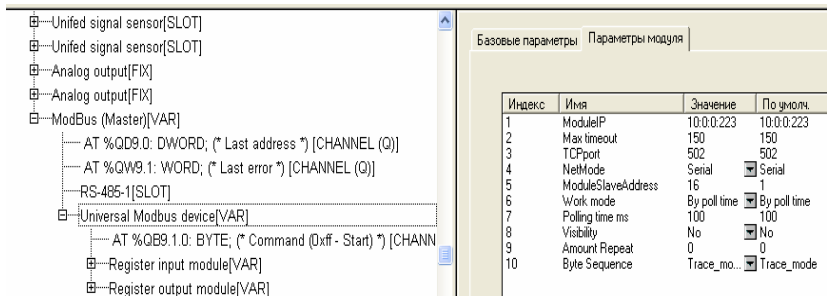 Unifed signal sensor[SLOT]
Unifed signal sensor[SLOT]
Analog output[FIX]
Analog output[FIX]
ModBus (Master)[VAR]
AT %QD9.0: DWORD; (* Last address *) [CHANNEL (Q)]
AT %QW9.1: WORD; (* Last error *) [CHANNEL (Q)]
RS-485-1[SLOT]
Universal Modbus device[VAR]
AT %QB9.1.0: BYTE; (* Command (0xff - Start) *) [CHANN
Register input module[VAR]
Register output module[VAR]
Базовые параметры Параметры модуля
Индекс Имя Значение По умолч.
1 ModuleIP 10:0:0:223 10:0:0:223
2 Max timeout 150 150
3 TCPport 502 502
4 NetMode Serial Serial
5 ModuleSlaveAddress 16 1
6 Work mode By poll time By poll time
7 Polling time ms 100 100
8 Visibility No No
9 Amount Repeat 0 0
10 Byte Sequence Trace_mo... Trace_mode